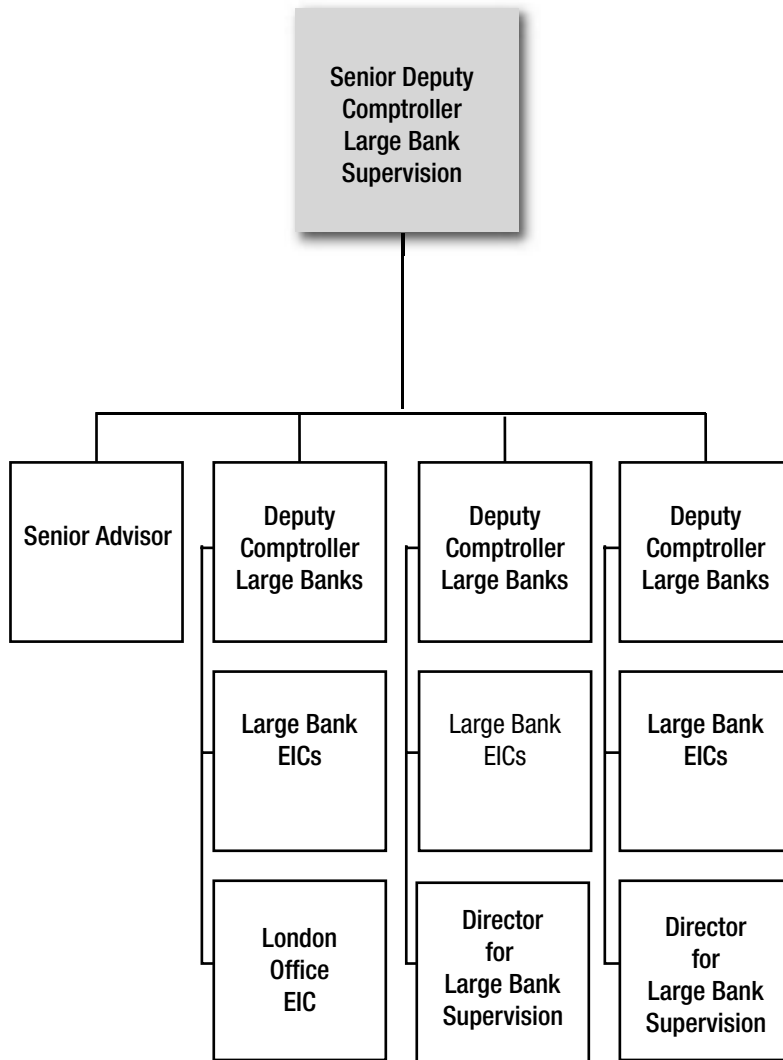 Senior Deputy
Comptroller
Large Bank
Supervision
Senior Advisor
Deputy
Comptroller
Large Banks
Deputy
Comptroller
Large Banks
Deputy
Comptroller
Large Banks
Large Bank
EICs
Large Bank
EICs
Large Bank
EICs
London
Office
EIC
Director
for
Large Bank
Supervision
Director
for
Large Bank
Supervision